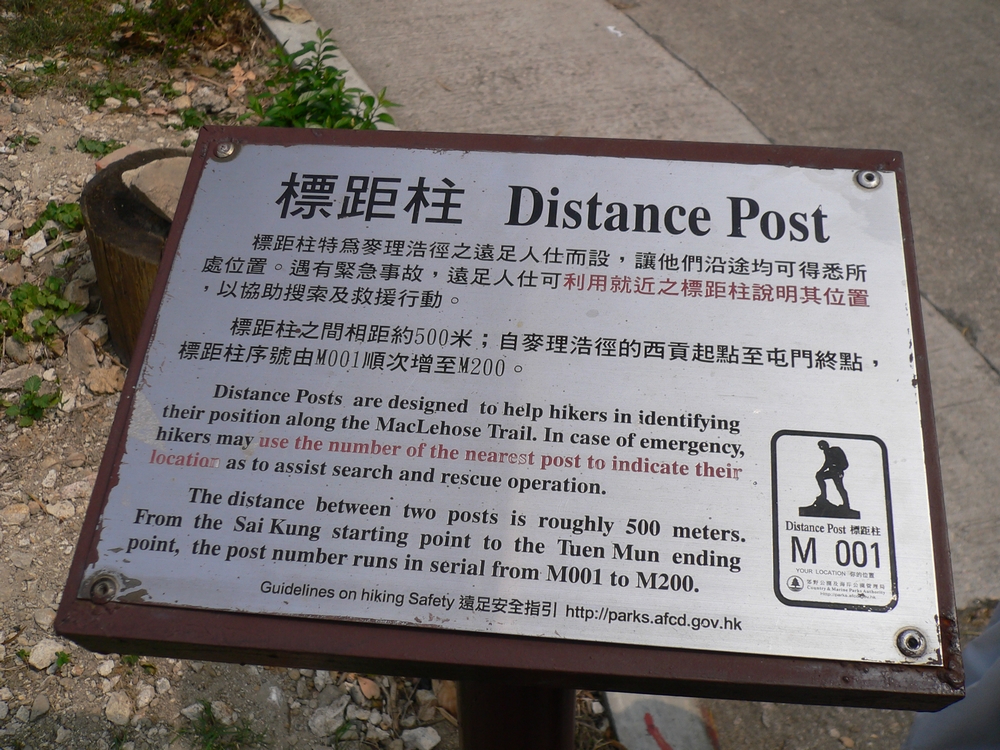 標距柱 Distance Post
標距柱特為麥理浩徑之遠足人仕而設，讓他們沿途均可得悉所
處位置。遇有緊急事故，遠足人仕可利用就近之標距柱說明其位置
，以協助搜索及救援行動。
標距柱之間相距約500米；自麥理浩徑的西貢起點至屯門終點，
標距柱序號由M001順次增至M200。
Distance Posts are designed to help hikers in identifying
their position along the MacLehose Trail. In case of emergency,
hikers may use the number of the nearest post to indicate their
location as to assist search and rescue operation.
The distance between two posts is roughly 500 meters.
From the Sai Kung starting point to the Tuen Mun ending
point, the post number runs in serial from M001 to M200.
Guidelines on hiking Safety 遠足安全指引 http://parks.afcd.gov.hk
Distance Post 標距柱
M 001
YOUR LOCATION 你的位置
Country & Marine Parks Authority